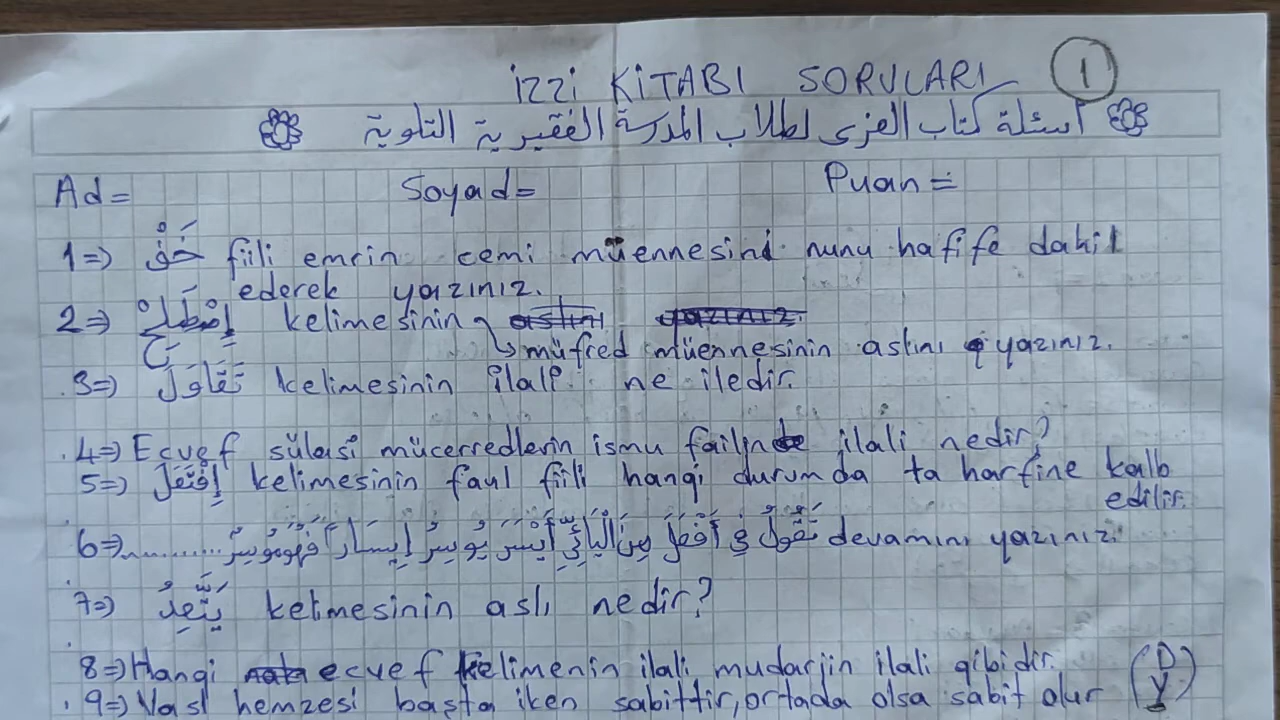 İZZİ KİTABI SORULARI 1
أسئلة كتاب العزى لطلاب المدرسة الفقيرية التلوية
Ad= Soyad= Puan=
1=> خَفْ fiili emrin cemi müennesini nunu hafife dahil
ederek yazınız.
2=> إِصْطَلَحْ kelimesinin
müfred müennesinin aslını yazınız.
3=> تَقَاوَلَ kelimesinin ilali ne iledir.
4=> Ecvef sülasi mücerredlerin ismu failinde ilali nedir?
5=> إِفْتَعَلَ kelimesinin faul fiili hangi durumda ta harfine kalb
edilir.
6=>......... تَقُولُ فِي أَفْعَلَ مِنَ الْيَائِيِّ أَيْسَرَ يُوسِرُ إِيسَارًا فَهُوَ مُوسِرٌ devamını yazınız.
7=> يَتَّعِدُ kelimesinin aslı nedir?
8=> Hangi ecvef kelimenin ilali mudariin ilali gibidir. (D
9=> Vasl hemzesi başta iken sabittir, ortada olsa sabit olur Y)